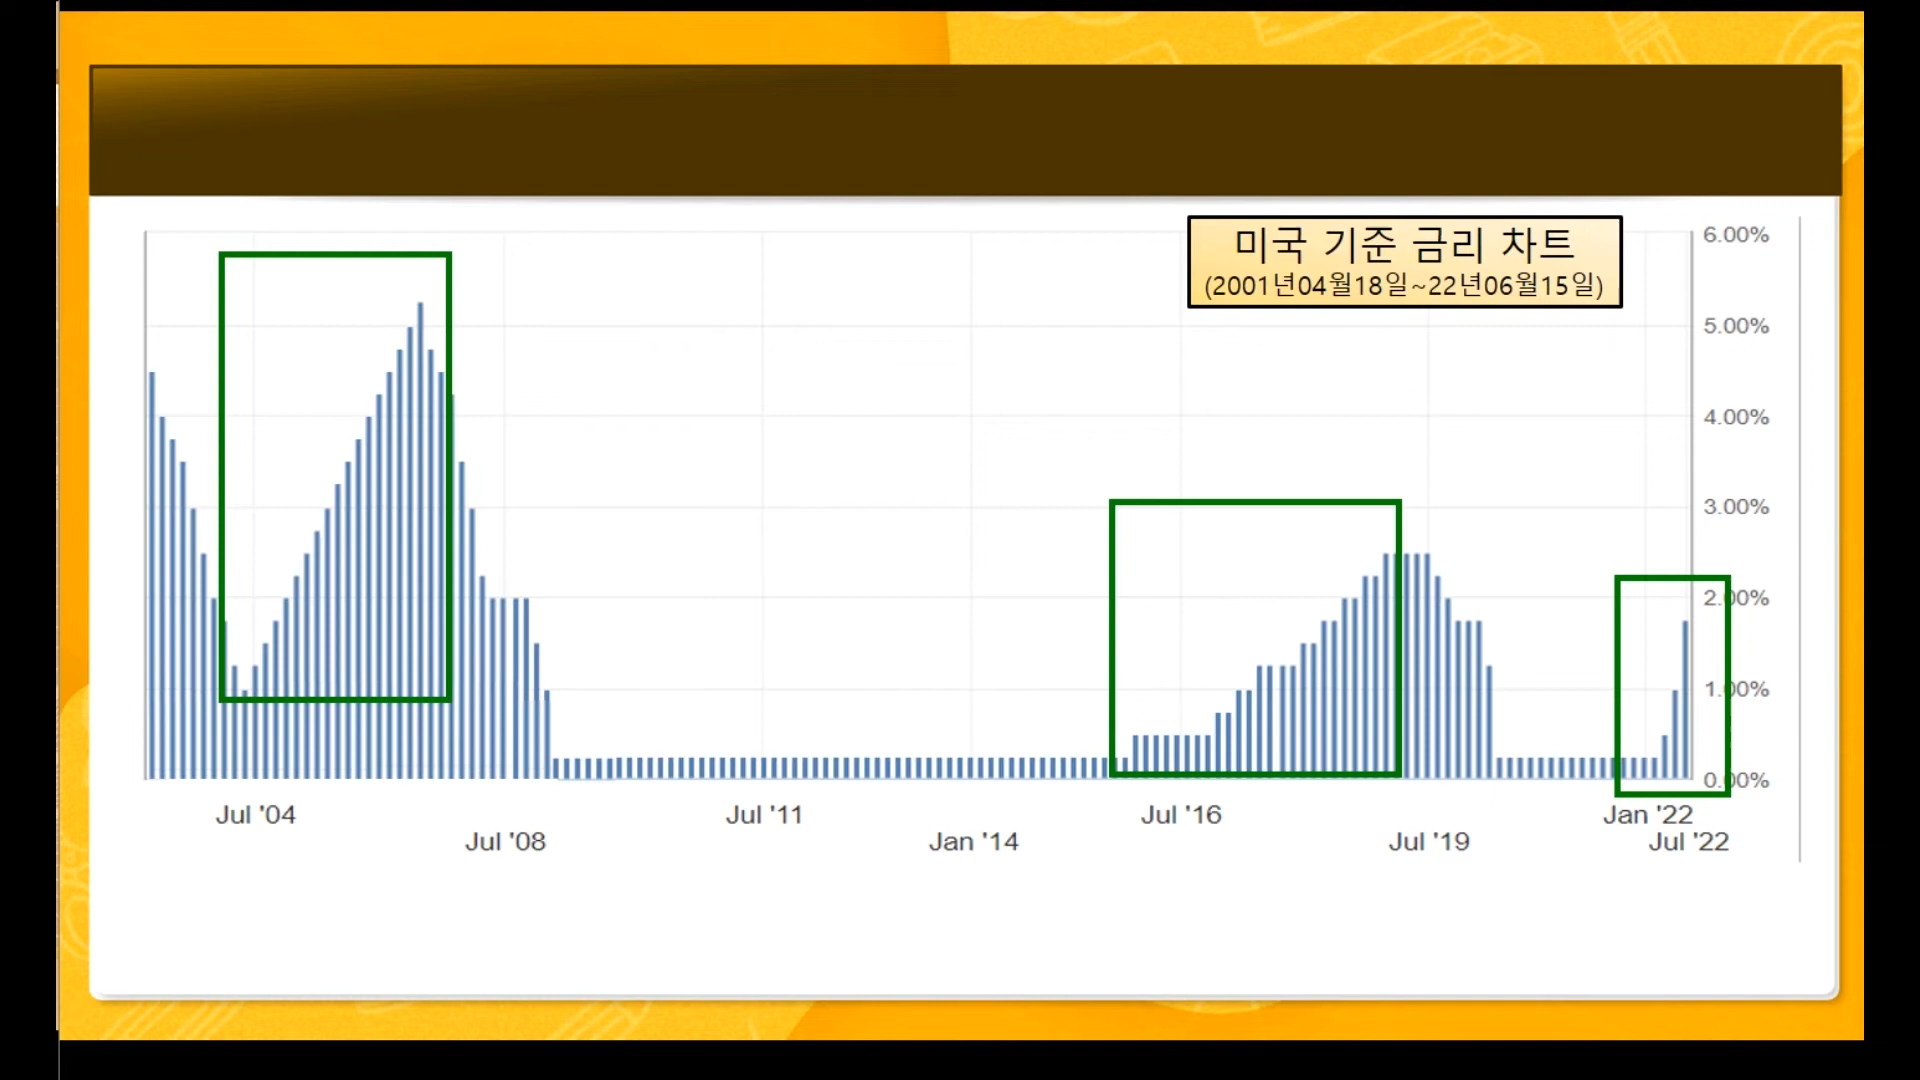 미국 기준 금리 차트
(2001년04월18일~22년06월15일)
6.00%
5.00%
4.00%
3.00%
2.00%
1.00%
0.00%
Jul '04
Jul '08
Jul '11
Jan '14
Jul '16
Jul '19
Jan '22
Jul '22